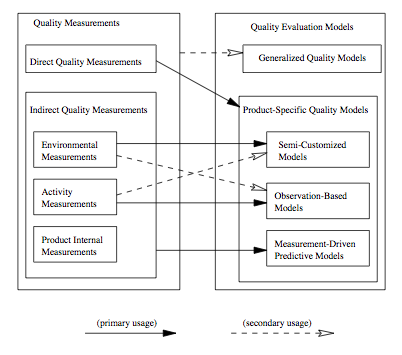 Quality Measurements
Direct Quality Measurements
Indirect Quality Measurements
Environmental
Measurements
Activity
Measurements
Product Internal
Measurements
Quality Evaluation Models
Generalized Quality Models
Product-Specific Quality Models
Semi-Customized
Models
Observation-Based
Models
Measurement-Driven
Predictive Models
(primary usage)
(secondary usage)